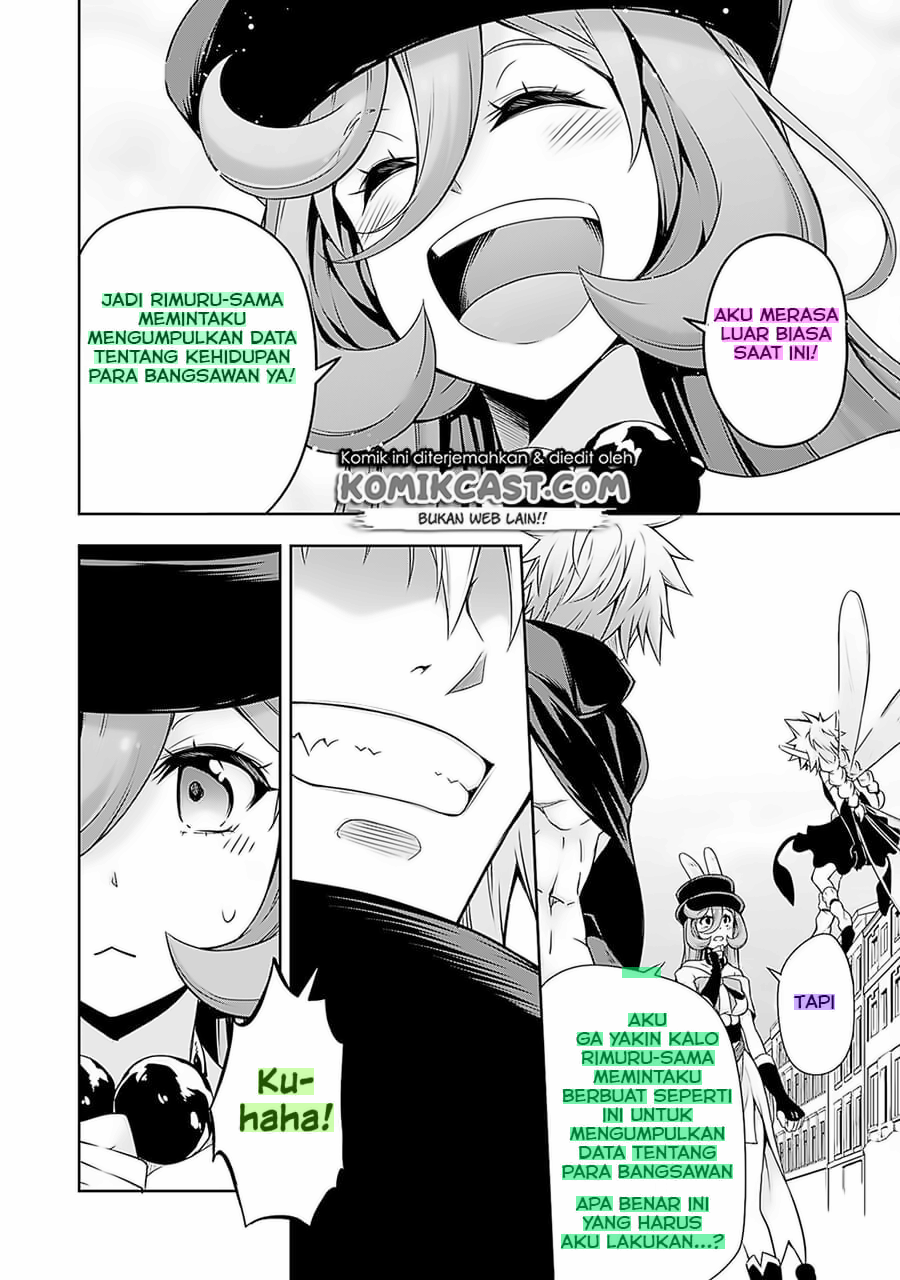 AKU MERASA
LUAR BIASA
SAAT INI!
JADI RIMURU-SAMA
MEMINTAKU
MENGUMPULKAN DATA
TENTANG KEHIDUPAN
PARA BANGSAWAN YA!
Komik ini diterjemahkan & diedit oleh
KOMIKCAST.COM
BUKAN WEB LAIN!!
TAPI
AKU
GA YAKIN KALO
RIMURU-SAMA
MEMINTAKU
BERBUAT SEPERTI
INI UNTUK
MENGUMPULKAN
DATA TENTANG
PARA BANGSAWAN
APA BENAR INI
YANG HARUS
AKU LAKUKAN...?
Ku-
haha!